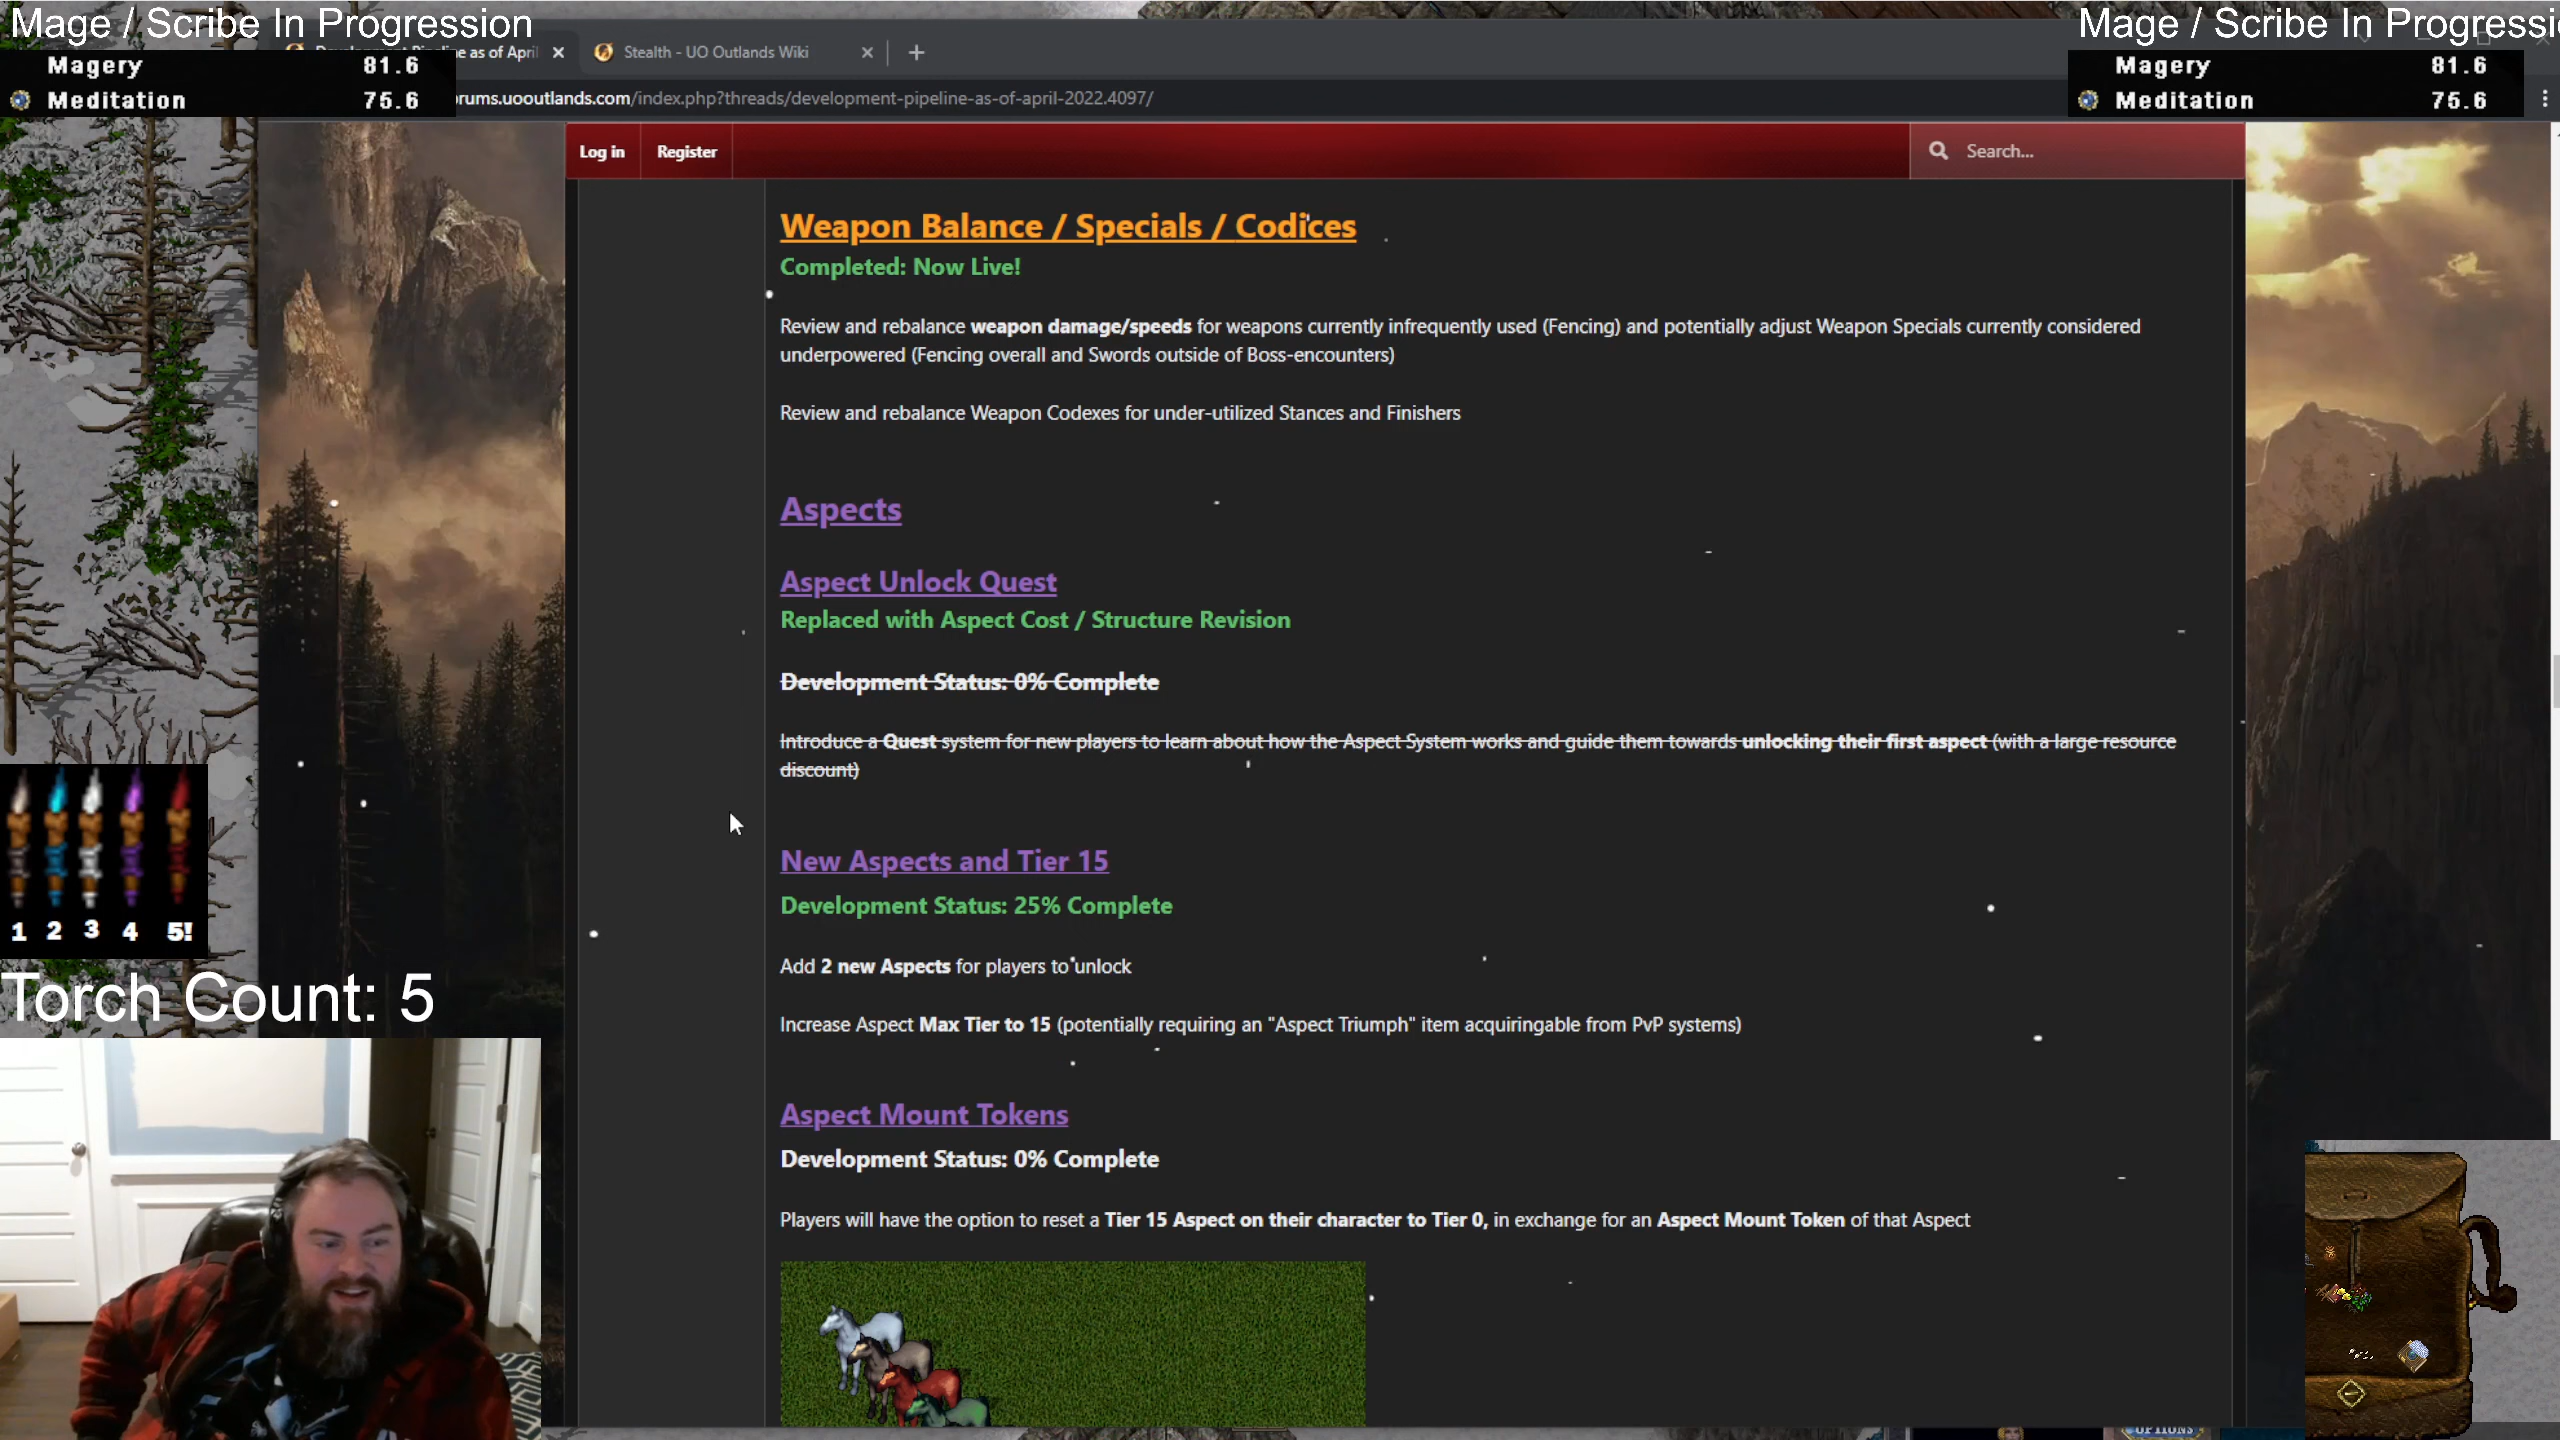 Mage / Scribe In Progression
Magery 81.6
Meditation 75.6
Mage / Scribe In Progressi
Magery 81.6
Meditation 75.6
as of April
Stealth - UO Outlands Wiki
rums.uooutlands.com/index.php?threads/development-pipeline-as-of-april-2022.4097/
Log in
Register
Search...
Weapon Balance / Specials / Codices
Completed: Now Live!
Review and rebalance weapon damage/speeds for weapons currently infrequently used (Fencing) and potentially adjust Weapon Specials currently considered
underpowered (Fencing overall and Swords outside of Boss-encounters)
Review and rebalance Weapon Codexes for under-utilized Stances and Finishers
Aspects
Aspect Unlock Quest
Replaced with Aspect Cost / Structure Revision
Development Status: 0% Complete
Introduce a Quest system for new players to learn about how the Aspect System works and guide them towards unlocking their first aspect (with a large resource
discount)
New Aspects and Tier 15
Development Status: 25% Complete
Add 2 new Aspects for players to unlock
Increase Aspect Max Tier to 15 (potentially requiring an "Aspect Triumph" item acquiringable from PvP systems)
Aspect Mount Tokens
Development Status: 0% Complete
Players will have the option to reset a Tier 15 Aspect on their character to Tier 0, in exchange for an Aspect Mount Token of that Aspect
1 2 3 4 5!
Torch Count: 5
OPTIONS